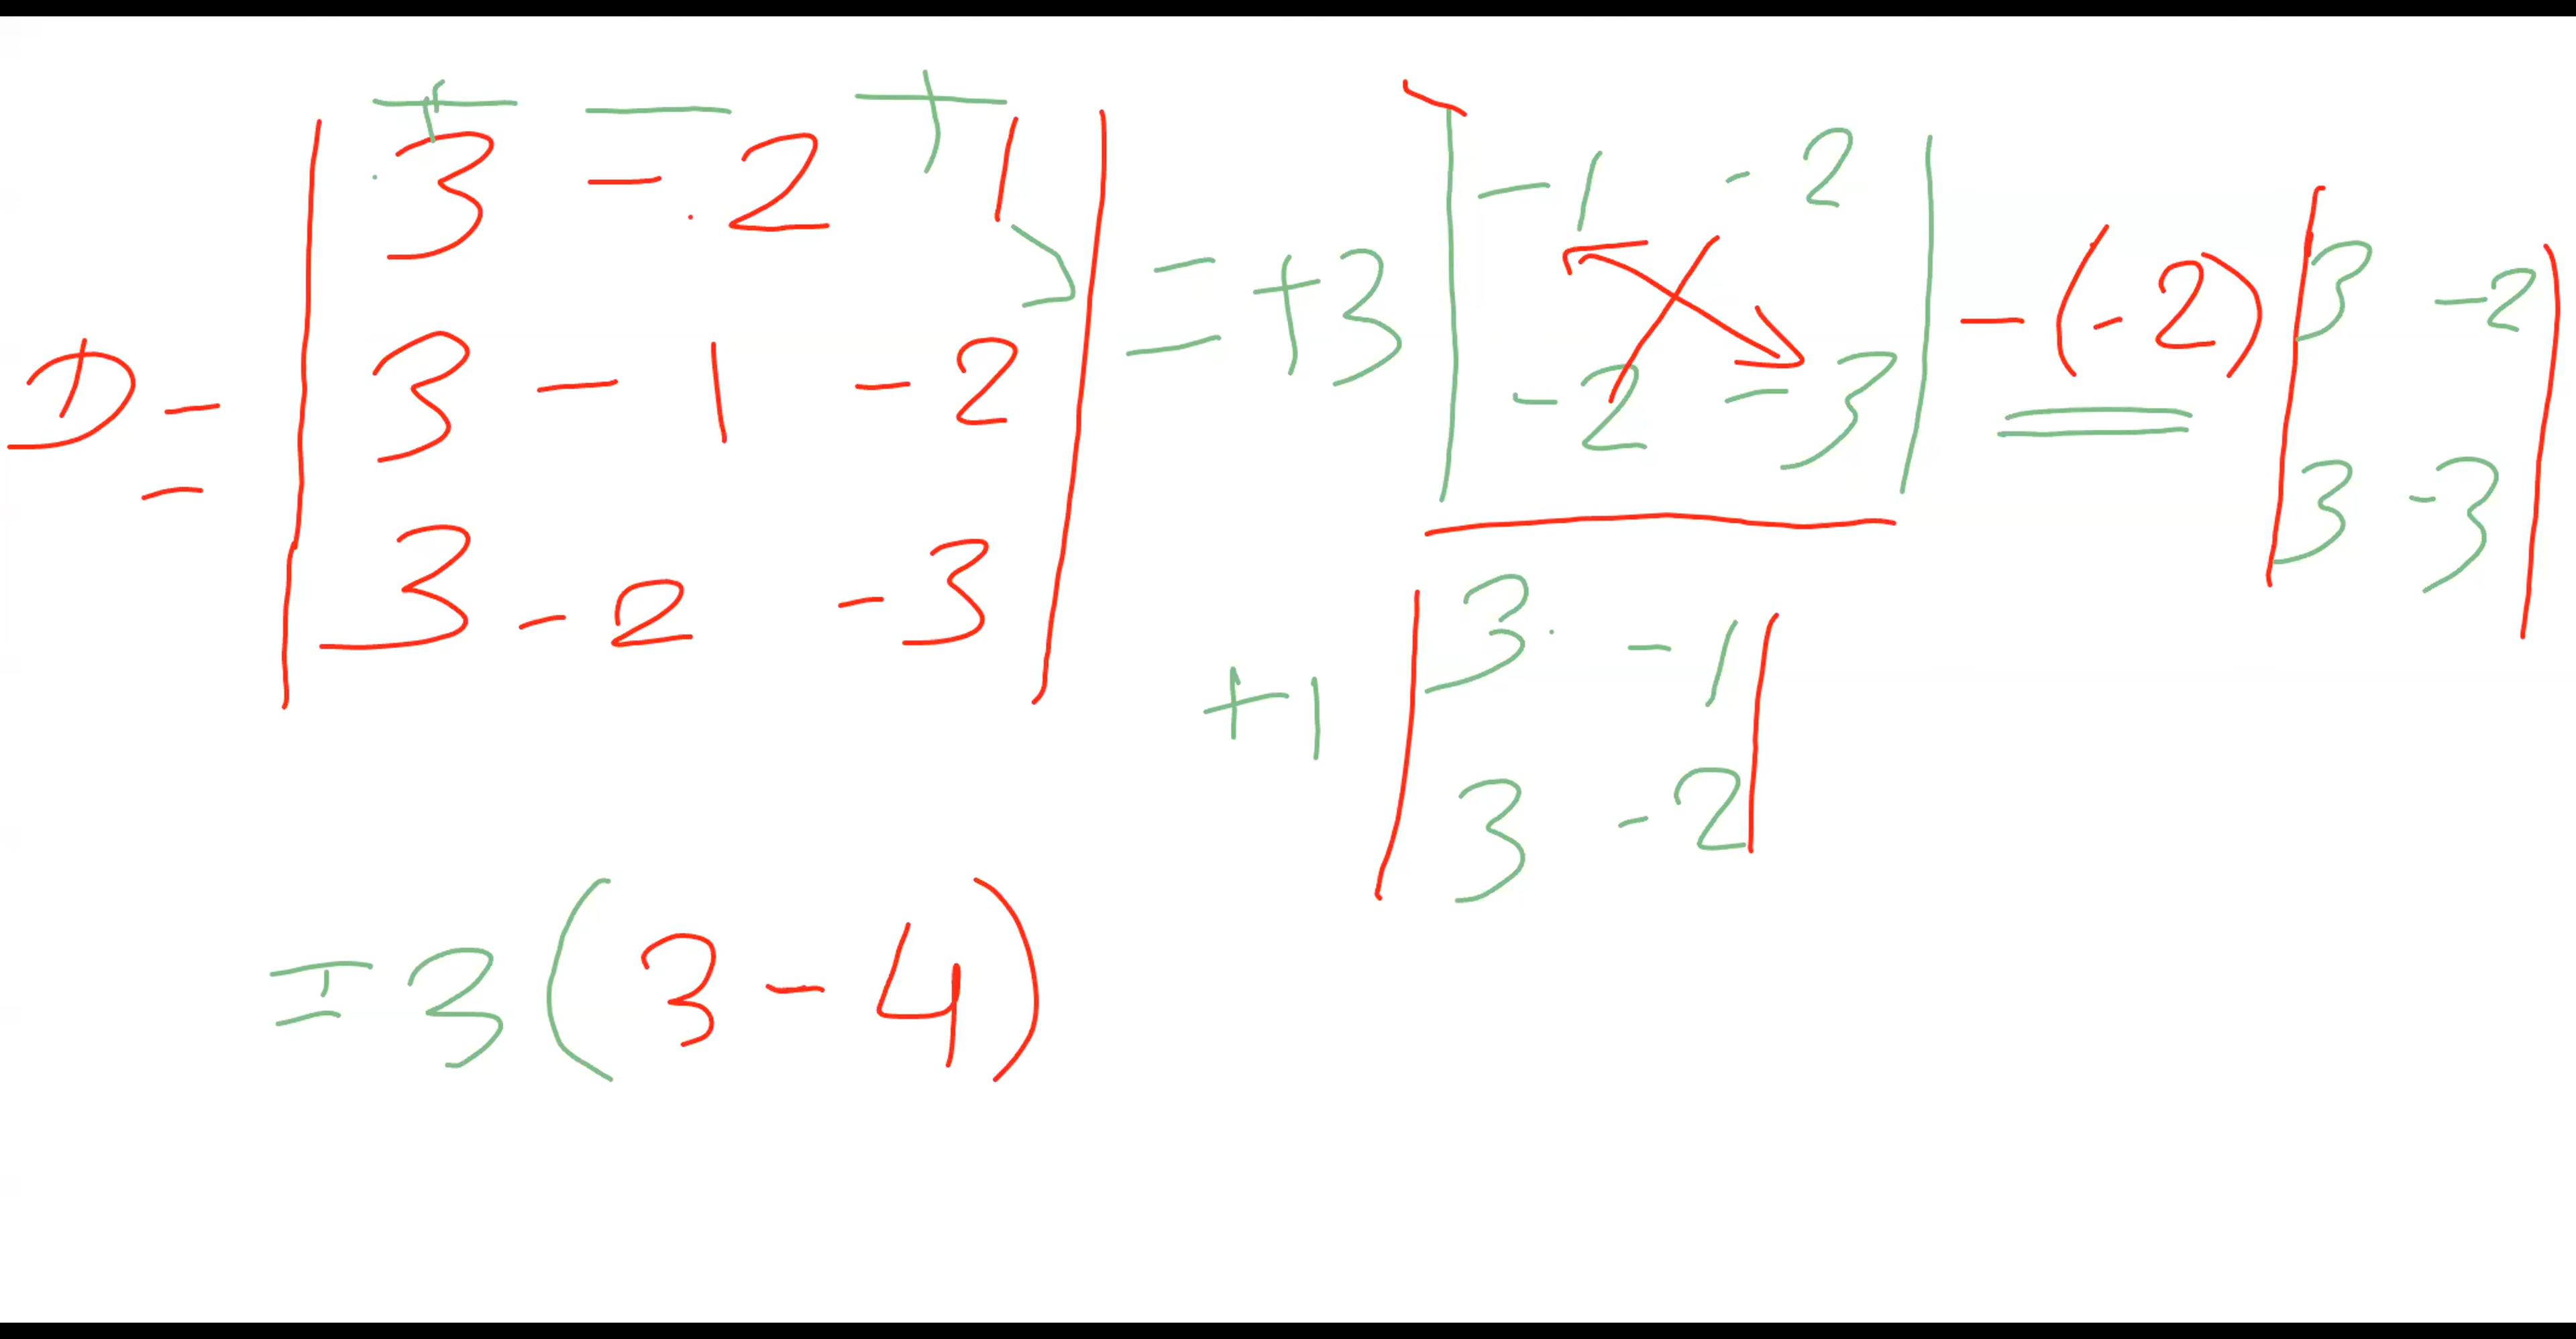 + − +
D = | 3 -2 1 | = +3 | -1 -2 | -(-2) | 3 -2 |
| 3 -1 -2 | | -2 -3 | | 3 -3 |
| 3 -2 -3 |
+1 | 3 -1 |
| 3 -2 |
= 3 ( 3 - 4 )